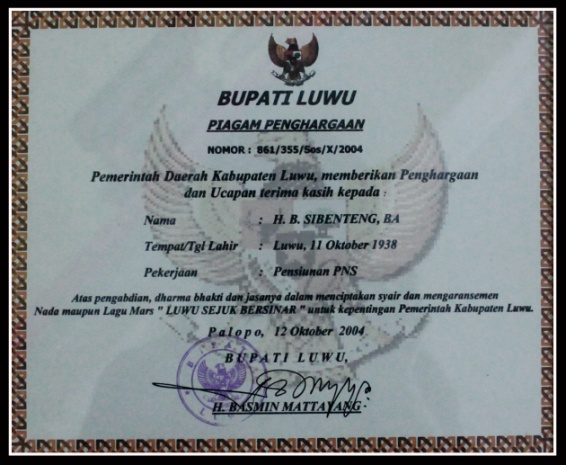 BUPATI LUWU
PIAGAM PENGHARGAAN
NOMOR : 861/355/Sos/X/2004
Pemerintah Daerah Kabupaten Luwu, memberikan Penghargaan
dan Ucapan terima kasih kepada :
Nama : H. B. SIBENTENG, BA
Tempat/Tgl Lahir : Luwu, 11 Oktober 1938
Pekerjaan : Pensiunan PNS
Atas pengabdian, dharma bhakti dan jasanya dalam menciptakan syair dan mengaransemen
Nada maupun Lagu Mars " LUWU SEJUK BERSINAR " untuk kepentingan Pemerintah Kabupaten Luwu.
Palopo, 12 Oktober 2004
BUPATI LUWU,
H. BASMIN MATTAYANG